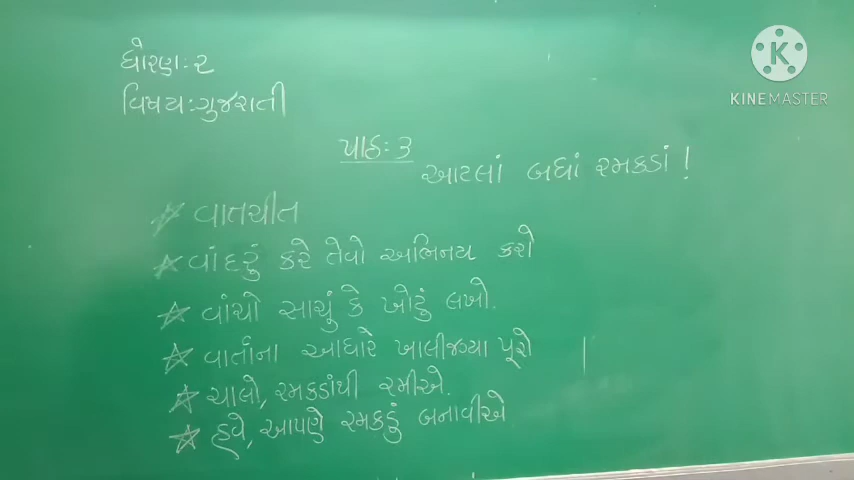 ધોરણ: ૨
વિષય: ગુજરાતી
K
KINEMASTER
પાઠ: ૩
આટલાં બધાં રમકડાં !
☆ વાતચીત
☆ વાંદરું કરે તેવો અભિનય કરો
☆ વાંચો સાચું કે ખોટું લખો.
☆ વાર્તાના આધારે ખાલીજગ્યા પૂરો
☆ ચાલો, રમકડાંથી રમીએ.
☆ હવે, આપણે રમકડું બનાવીએ